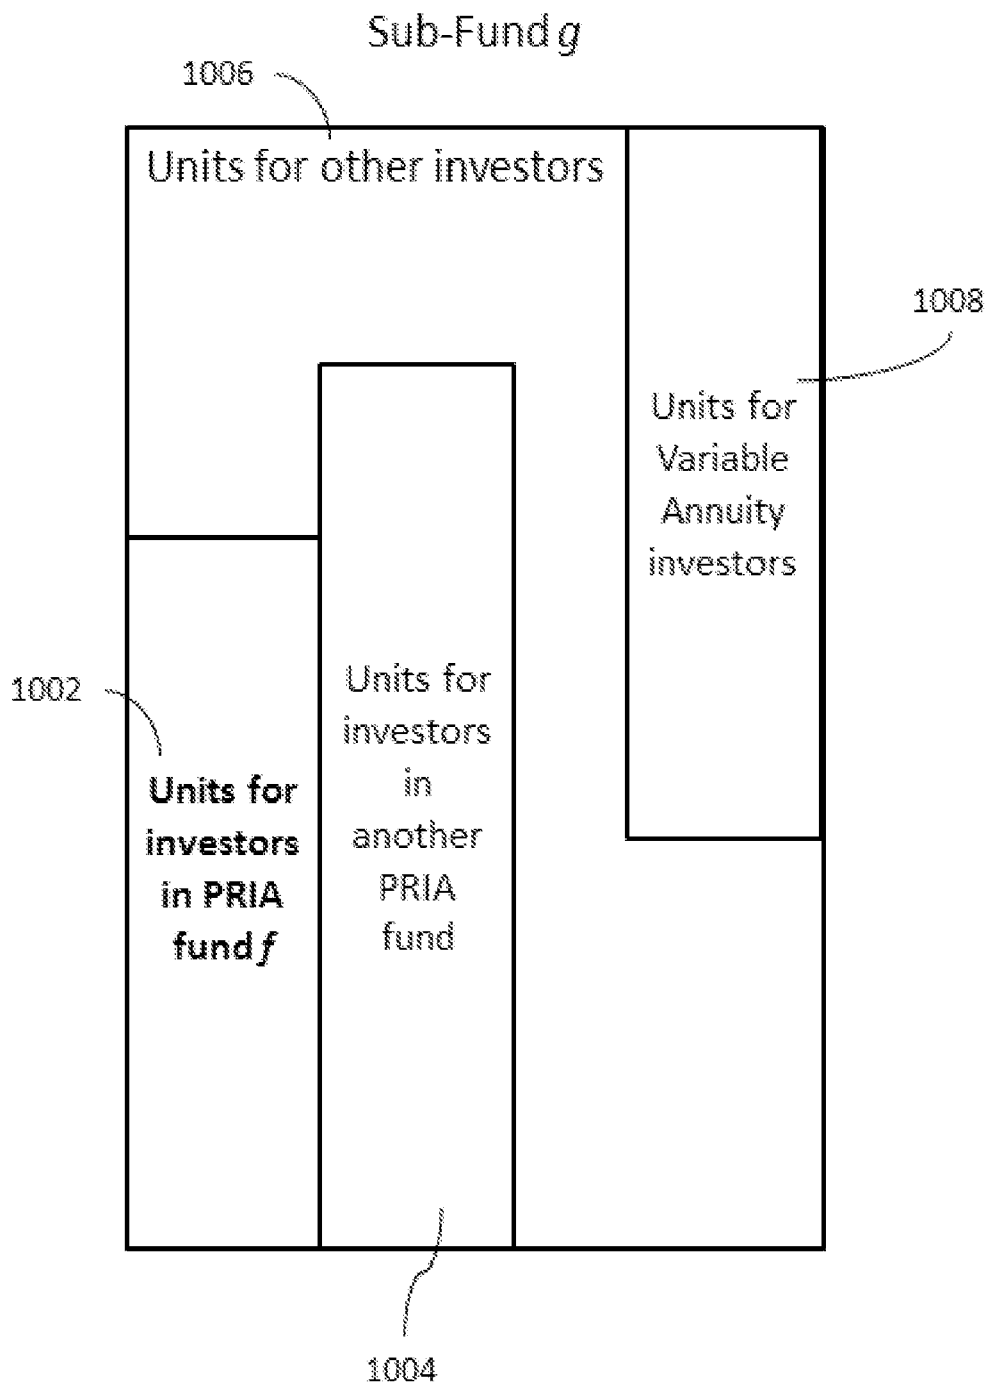 Sub-Fund g
1006
Units for other investors
1008
Units for
Variable
Annuity
investors
1002
Units for
investors
in PRIA
fund f
Units for
investors
in
another
PRIA
fund
1004